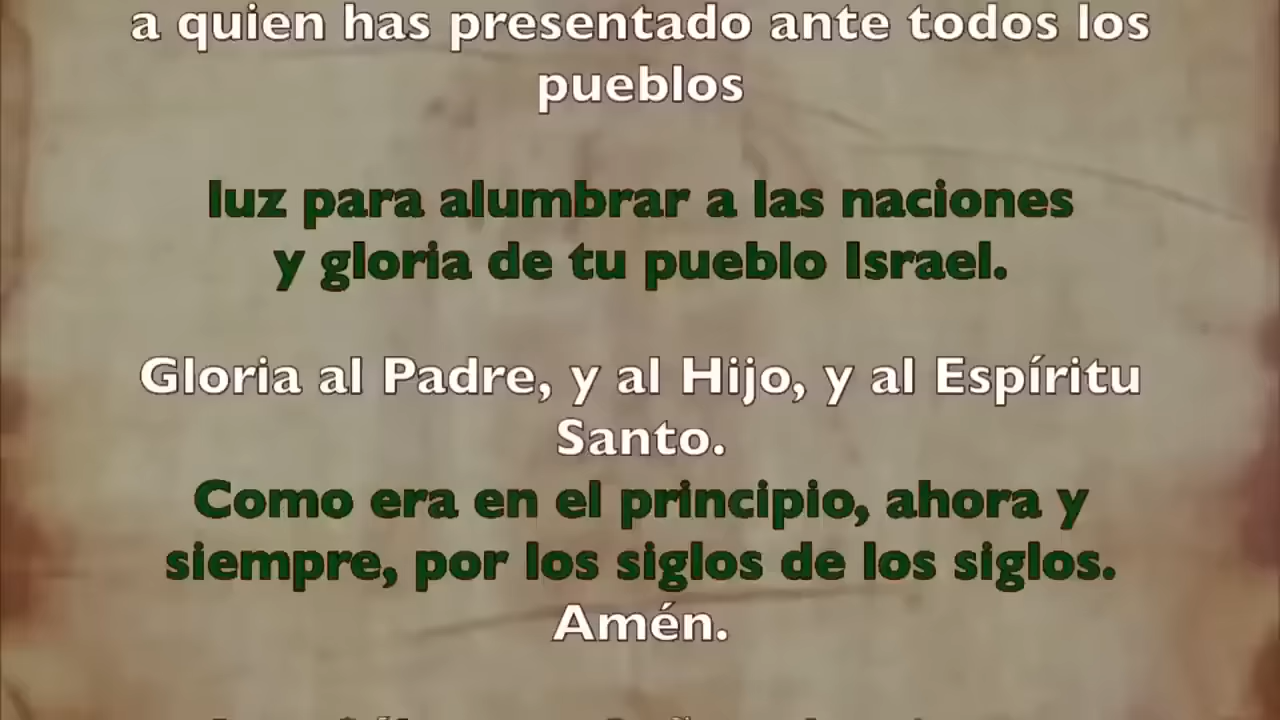 a quien has presentado ante todos los
pueblos
luz para alumbrar a las naciones
y gloria de tu pueblo Israel.
Gloria al Padre, y al Hijo, y al Espíritu
Santo.
Como era en el principio, ahora y
siempre, por los siglos de los siglos.
Amén.